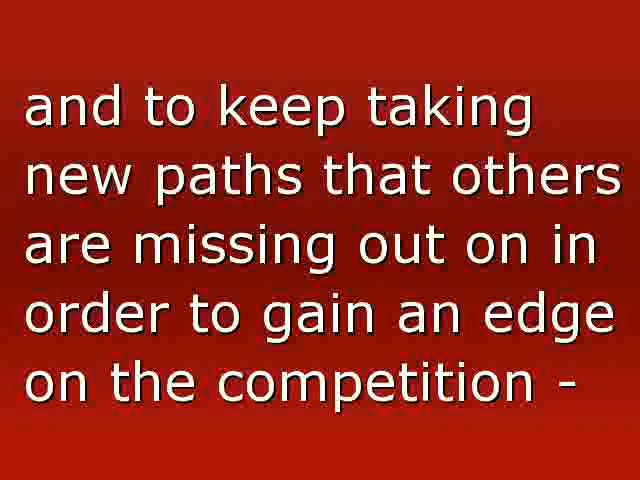 and to keep taking
new paths that others
are missing out on in
order to gain an edge
on the competition -